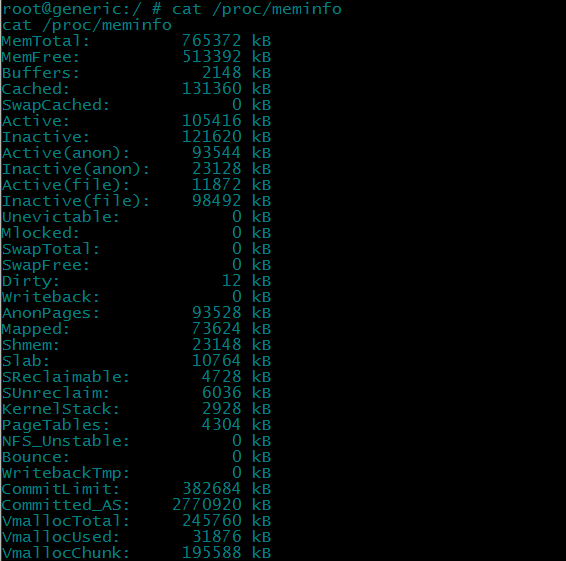 root@generic:/ # cat /proc/meminfo
cat /proc/meminfo
MemTotal:         765372 kB
MemFree:          513392 kB
Buffers:            2148 kB
Cached:           131360 kB
SwapCached:            0 kB
Active:           105416 kB
Inactive:         121620 kB
Active(anon):      93544 kB
Inactive(anon):    23128 kB
Active(file):      11872 kB
Inactive(file):    98492 kB
Unevictable:           0 kB
Mlocked:               0 kB
SwapTotal:             0 kB
SwapFree:              0 kB
Dirty:                12 kB
Writeback:             0 kB
AnonPages:         93528 kB
Mapped:            73624 kB
Shmem:             23148 kB
Slab:              10764 kB
SReclaimable:       4728 kB
SUnreclaim:         6036 kB
KernelStack:        2928 kB
PageTables:         4304 kB
NFS_Unstable:          0 kB
Bounce:                0 kB
WritebackTmp:          0 kB
CommitLimit:      382684 kB
Committed_AS:    2770920 kB
VmallocTotal:     245760 kB
VmallocUsed:       31876 kB
VmallocChunk:     195588 kB